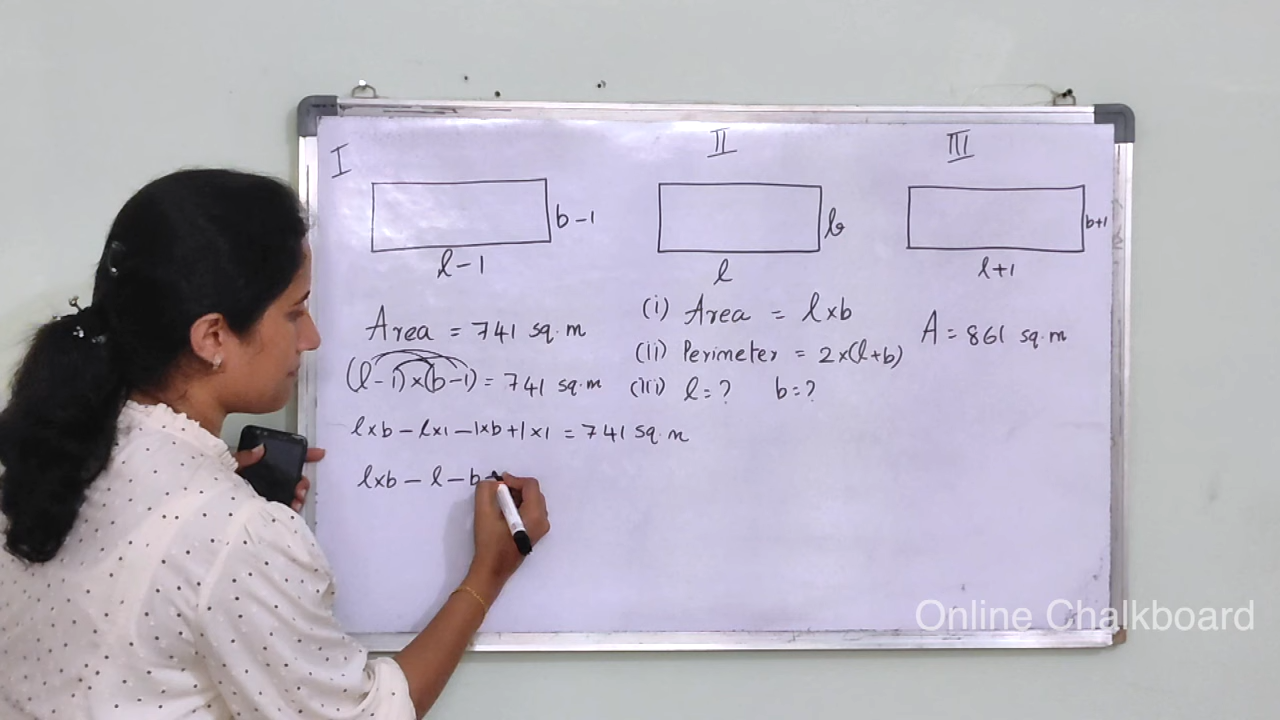 I
b-1
l-1
Area = 741 sq.m
(l-1)×(b-1) = 741 sq.m
l×b - l×1 - 1×b + 1×1 = 741 sq.m
l×b - l - b
II
b
l
(i) Area = l×b
(ii) Perimeter = 2×(l+b)
(iii) l=? b=?
III
b+1
l+1
A = 861 sq.m
Online Chalkboard